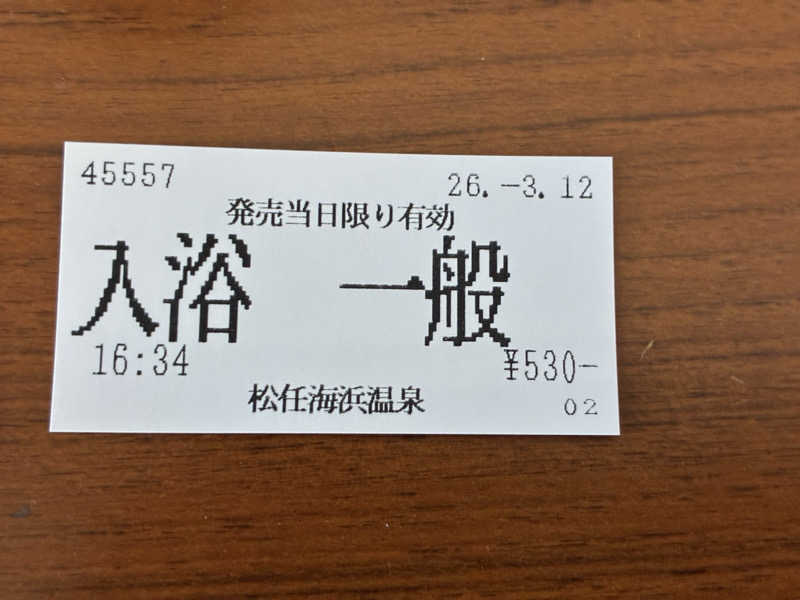 45557 26.-3.12
発売当日限り有効
入浴 一般
16:34 ¥530-
松任海浜温泉
02